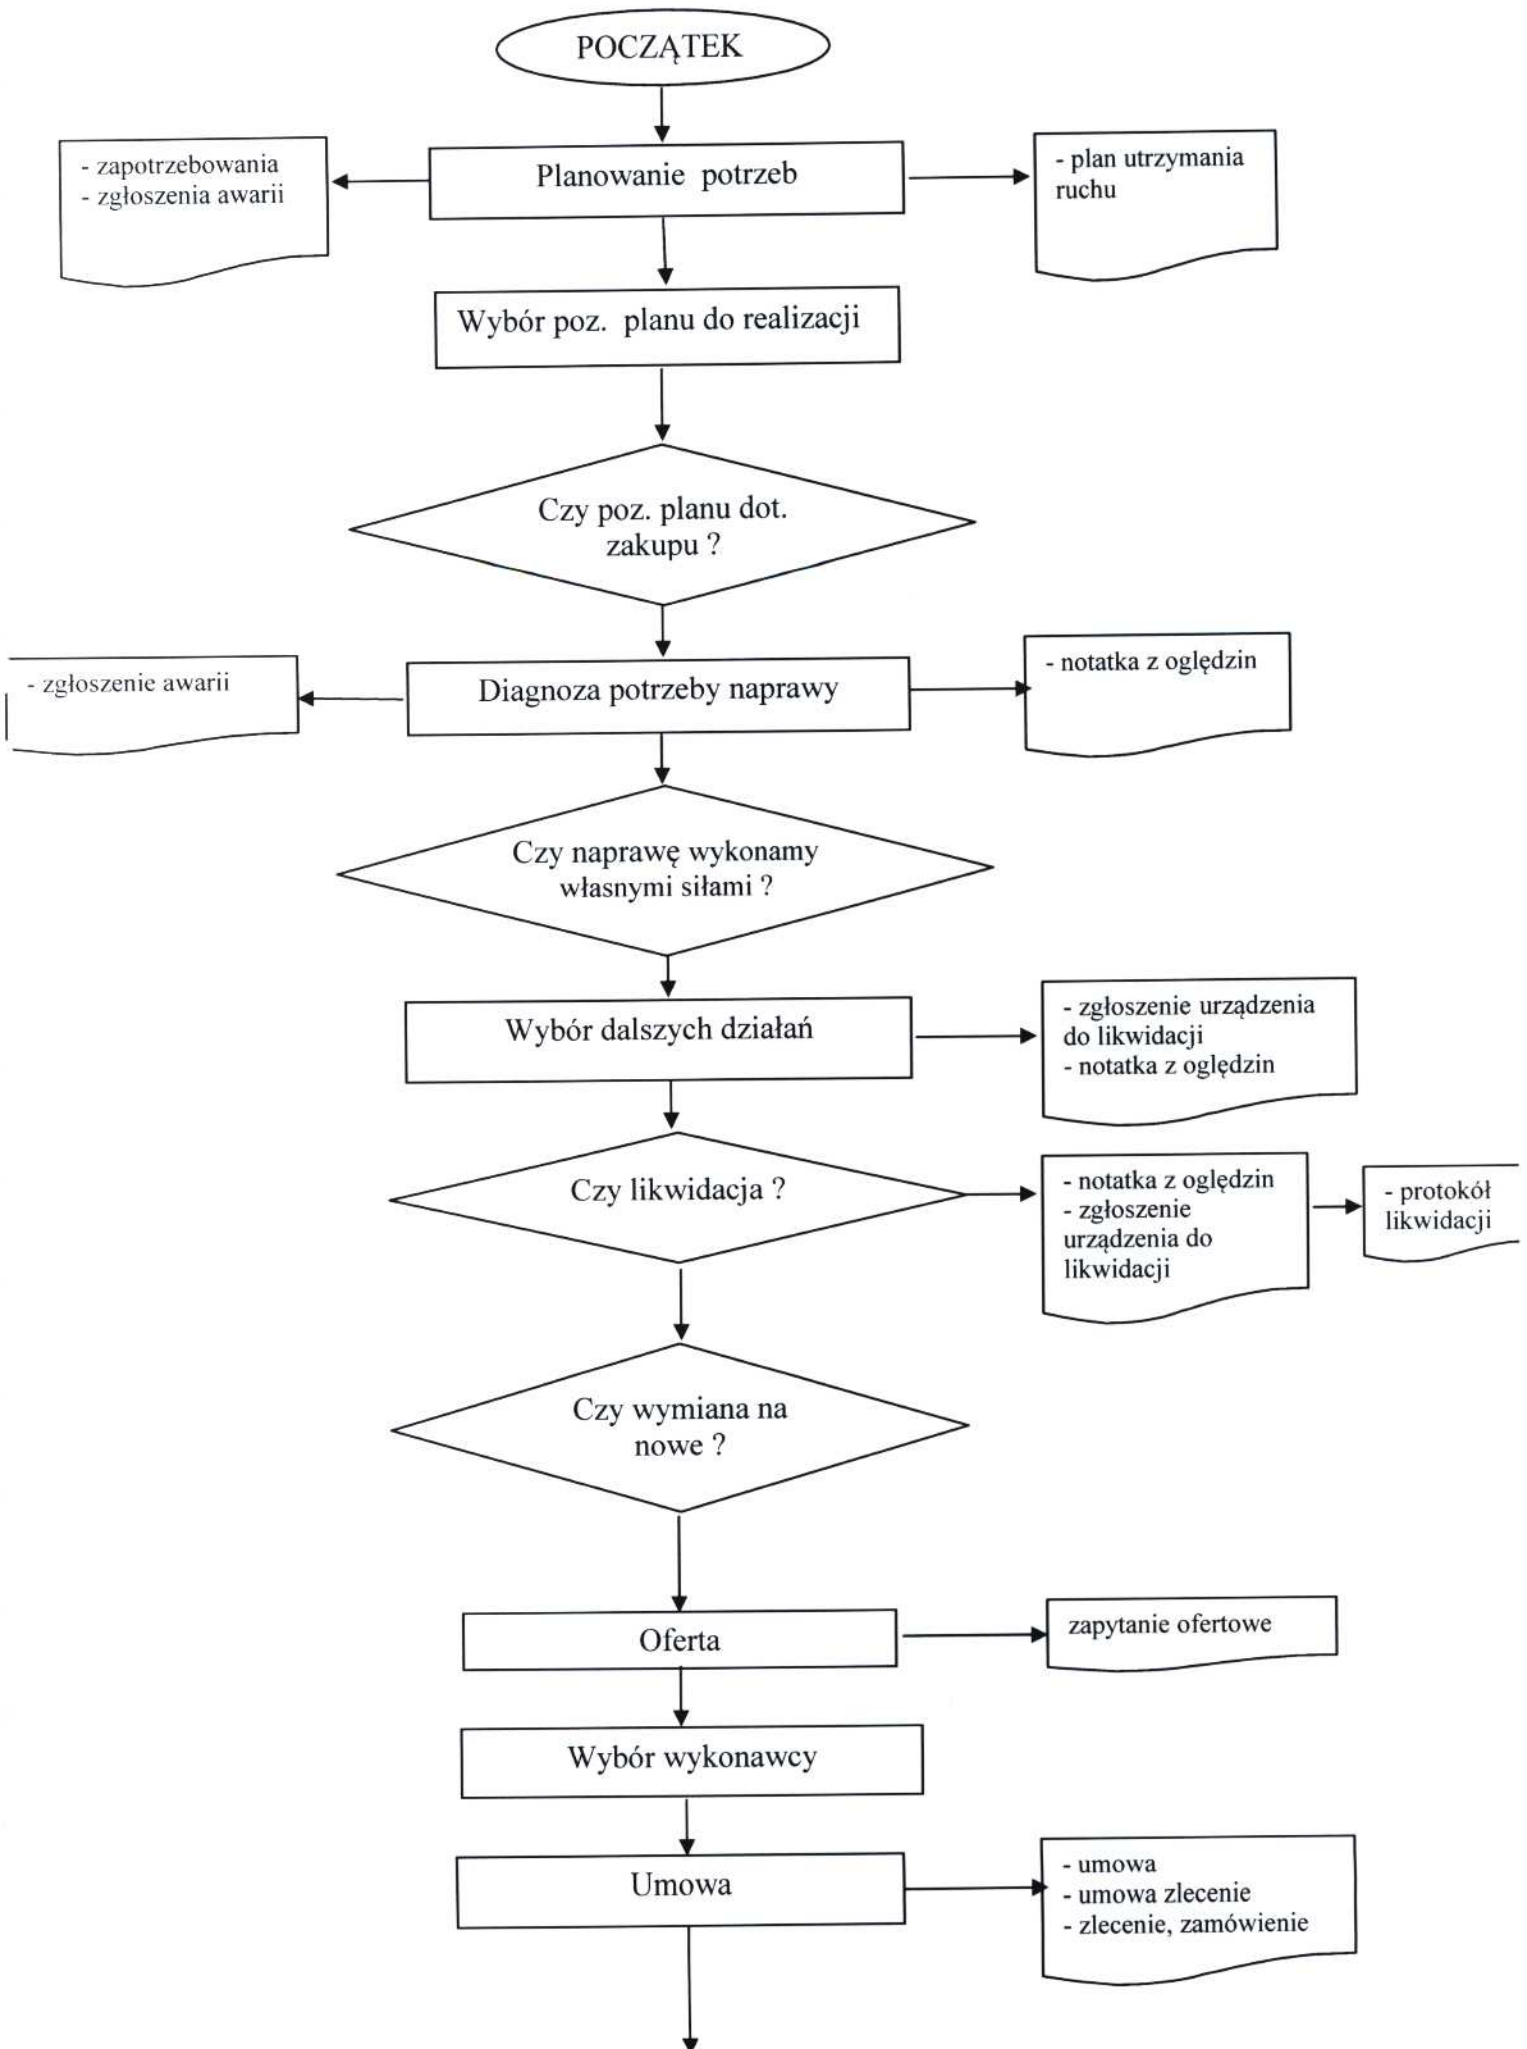 POCZĄTEK
- zapotrzebowania
- zgłoszenia awarii
Planowanie potrzeb
- plan utrzymania
ruchu
Wybór poz. planu do realizacji
Czy poz. planu dot.
zakupu ?
- zgłoszenie awarii
Diagnoza potrzeby naprawy
- notatka z oględzin
Czy naprawę wykonamy
własnymi siłami ?
Wybór dalszych działań
- zgłoszenie urządzenia
do likwidacji
- notatka z oględzin
Czy likwidacja ?
- notatka z oględzin
- zgłoszenie
urządzenia do
likwidacji
- protokół
likwidacji
Czy wymiana na
nowe ?
Oferta
zapytanie ofertowe
Wybór wykonawcy
Umowa
- umowa
- umowa zlecenie
- zlecenie, zamówienie